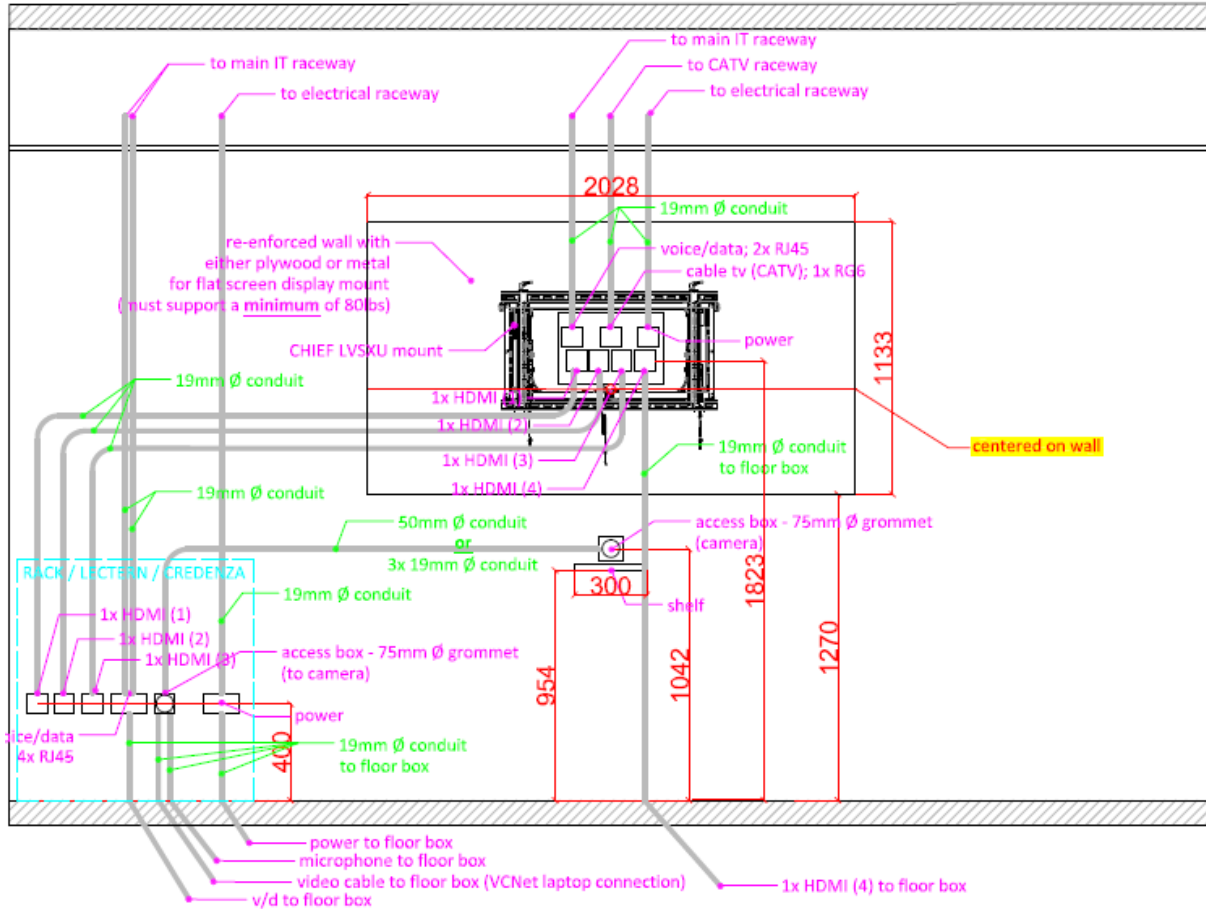 to main IT raceway
to electrical raceway
to main IT raceway
to CATV raceway
to electrical raceway
2028
19mm Ø conduit
re-enforced wall with
either plywood or metal
for flat screen display mount
(must support a minimum of 80lbs)
voice/data; 2x RJ45
cable tv (CATV); 1x RG6
power
CHIEF LVSXU mount
1133
19mm Ø conduit
1x HDMI
1x HDMI (2)
1x HDMI (3)
1x HDMI (4)
centered on wall
19mm Ø conduit
to floor box
19mm Ø conduit
50mm Ø conduit
or
3x 19mm Ø conduit
access box - 75mm Ø grommet
(camera)
RACK / LECTERN / CREDENZA
300
shelf
1823
1270
1042
954
19mm Ø conduit
1x HDMI (1)
1x HDMI (2)
1x HDMI (3)
access box - 75mm Ø grommet
(to camera)
power
4x RJ45
400
19mm Ø conduit
to floor box
power to floor box
microphone to floor box
video cable to floor box (VCNet laptop connection)
v/d to floor box
1x HDMI (4) to floor box